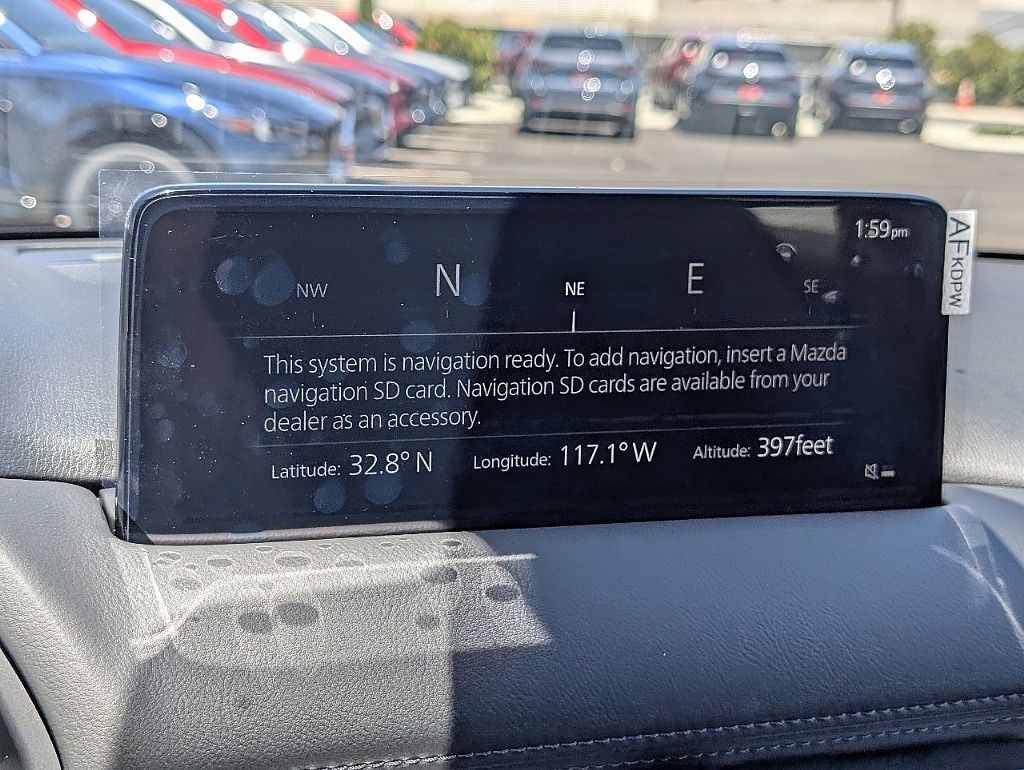 1:59pm
NW N NE E SE
This system is navigation ready. To add navigation, insert a Mazda
navigation SD card. Navigation SD cards are available from your
dealer as an accessory.
Latitude: 32.8° N Longitude: 117.1° W Altitude: 397feet
AFKDPW